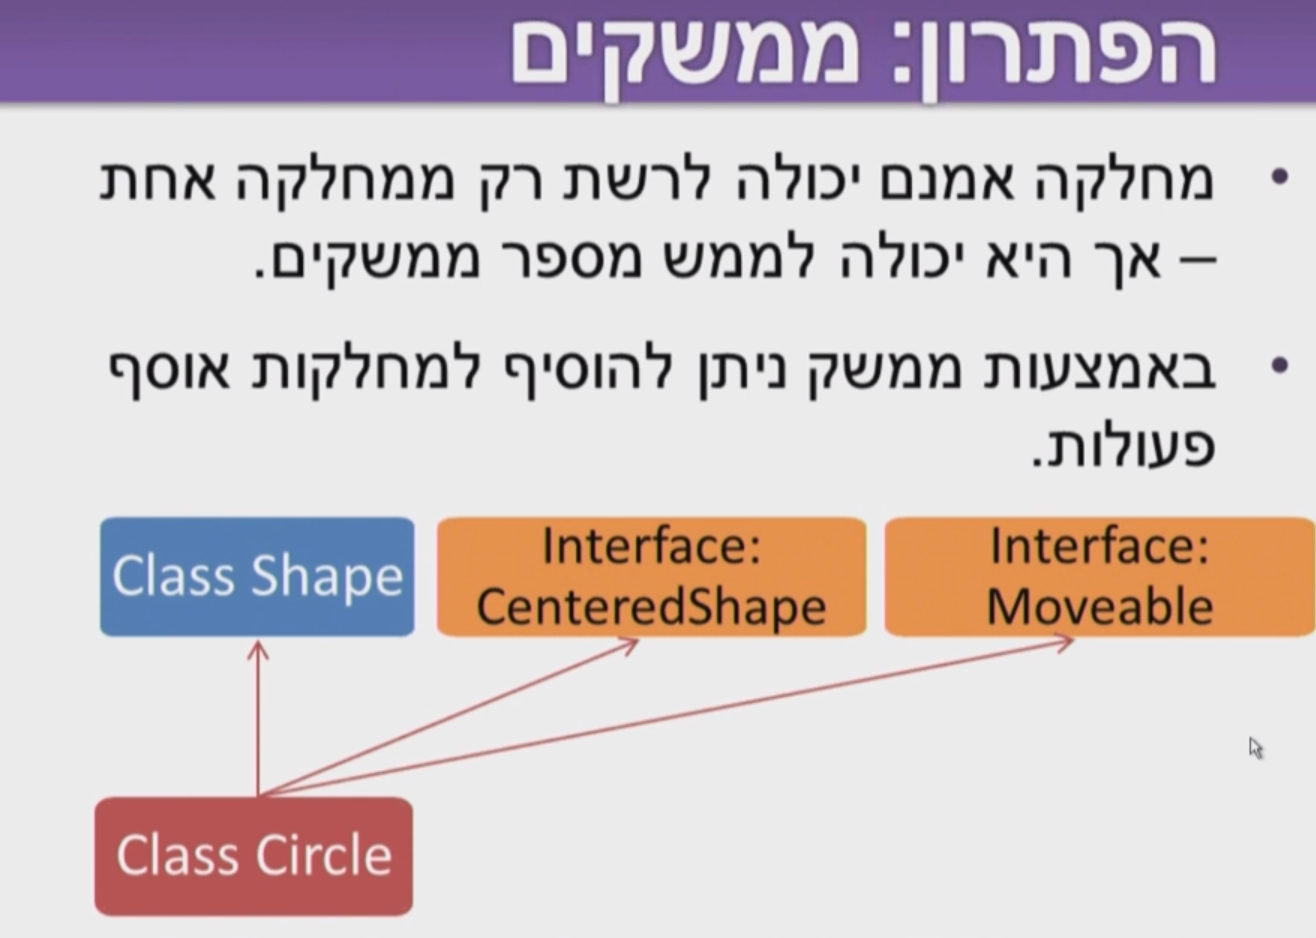 הפתרון: ממשקים
• מחלקה אמנם יכולה לרשת רק ממחלקה אחת
– אך היא יכולה לממש מספר ממשקים.
• באמצעות ממשק ניתן להוסיף למחלקות אוסף
פעולות.
Class Shape
Interface:
CenteredShape
Interface:
Moveable
Class Circle